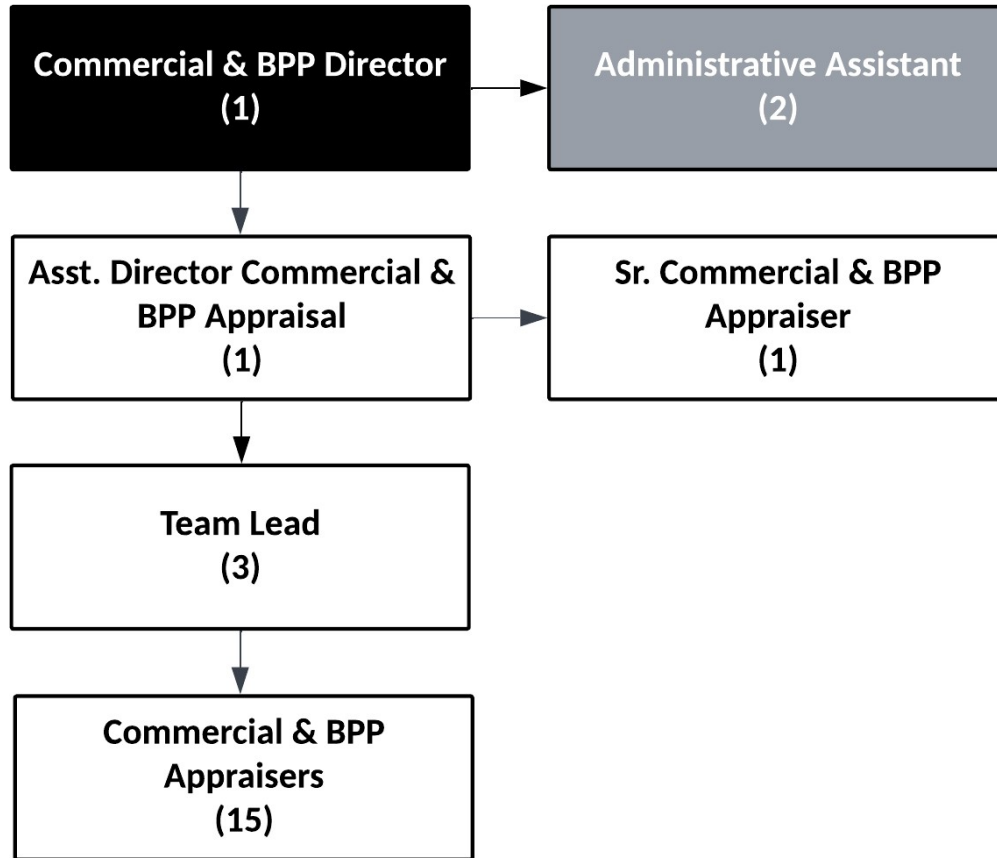 Commercial & BPP Director
(1)
Administrative Assistant
(2)
Asst. Director Commercial &
BPP Appraisal
(1)
Sr. Commercial & BPP
Appraiser
(1)
Team Lead
(3)
Commercial & BPP
Appraisers
(15)